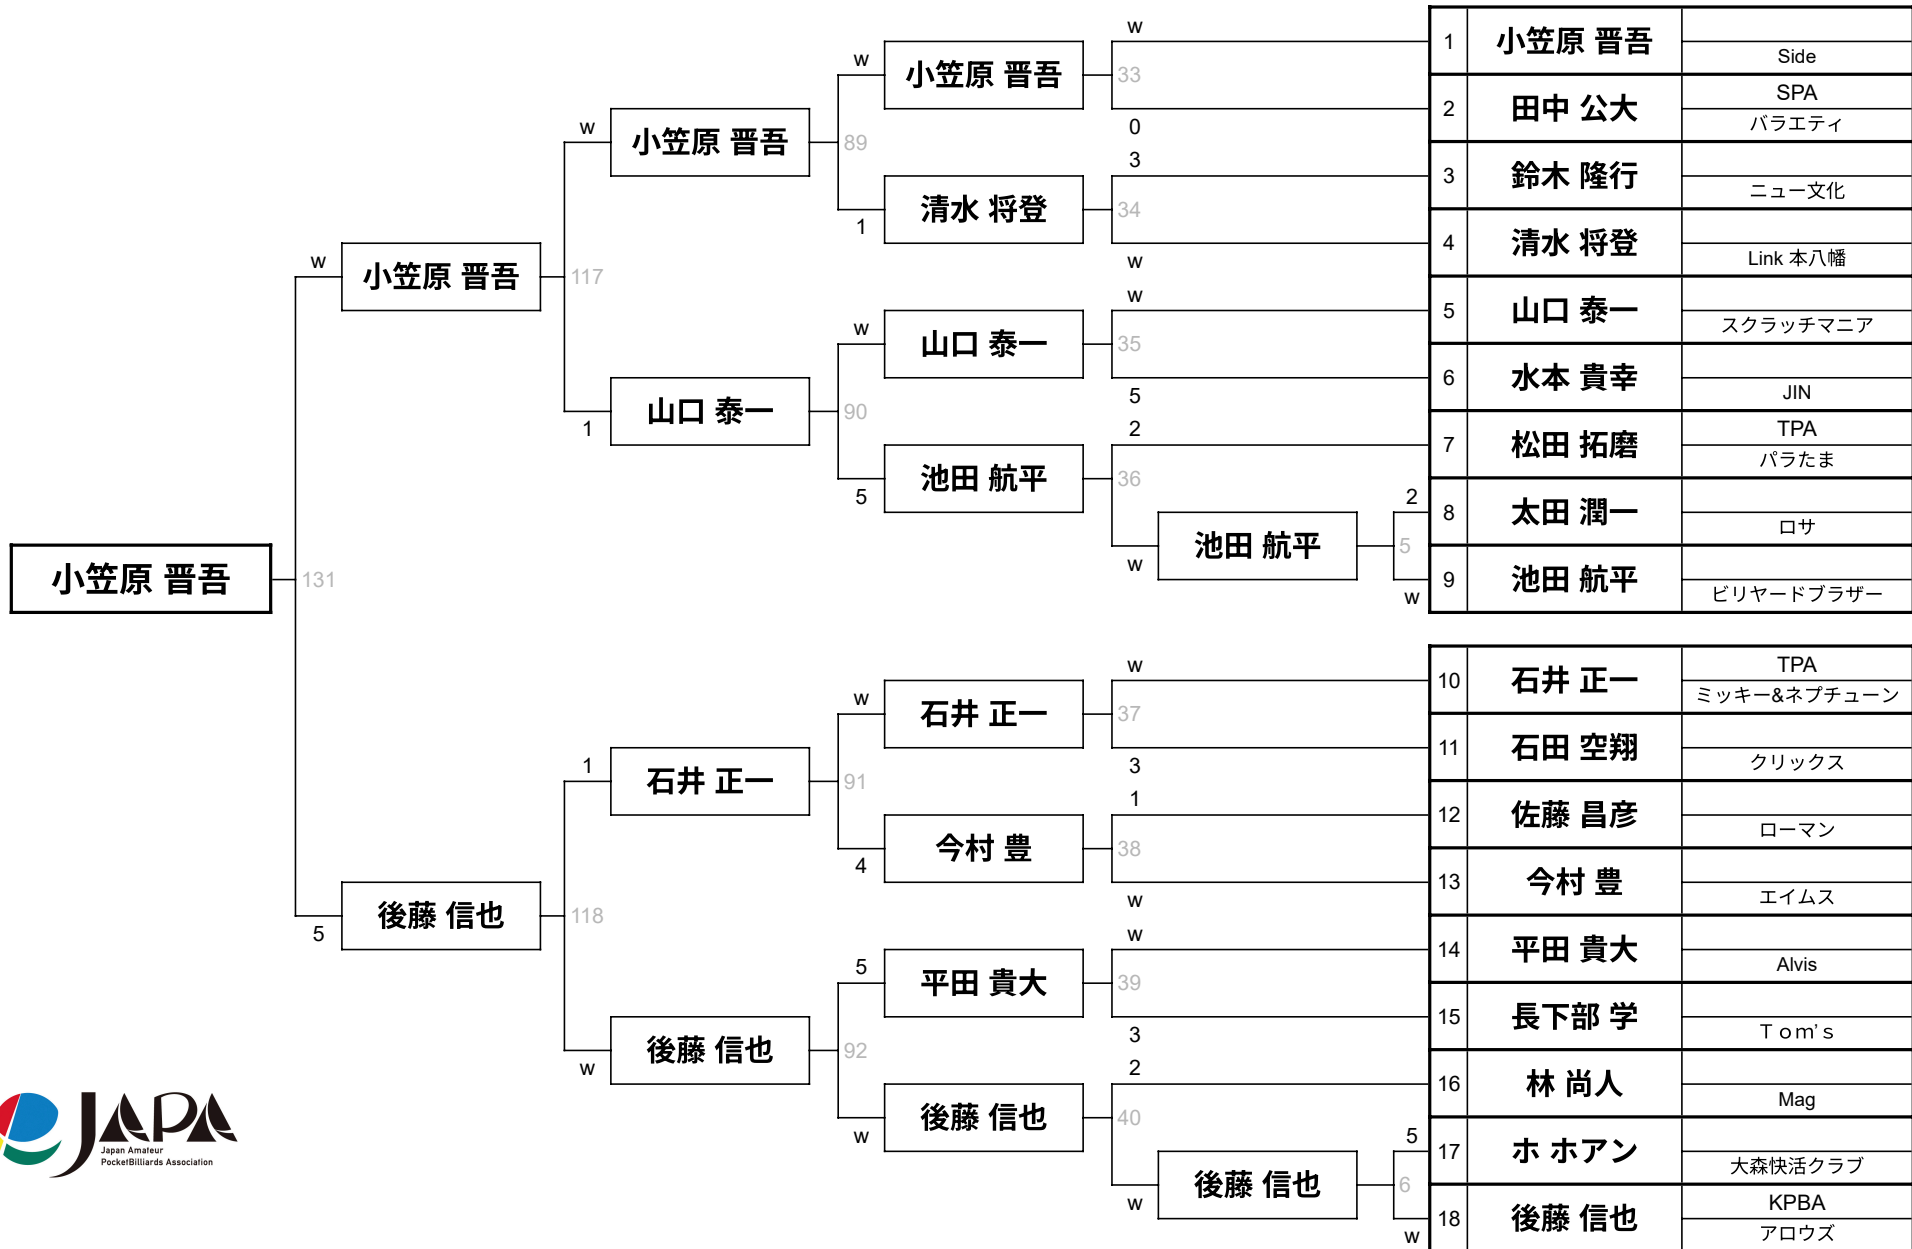 w
1 小笠原 晋吾
Side
w
小笠原 晋吾
33
2 田中 公大
SPA
バラエティ
0
w
小笠原 晋吾
89
3
3 鈴木 隆行
ニュー文化
清水 将登
34
1
4 清水 将登
Link 本八幡
w
w
小笠原 晋吾
117
w
5 山口 泰一
スクラッチマニア
w
山口 泰一
35
6 水本 貴幸
JIN
5
山口 泰一
90
1
2
7 松田 拓磨
TPA
パラたま
池田 航平
36
5
2
8 太田 潤一
ロサ
池田 航平
5
w
9 池田 航平
ビリヤードブラザー
w
小笠原 晋吾
131
w
10 石井 正一
TPA
ミッキー&ネプチューン
w
石井 正一
37
11 石田 空翔
クリックス
3
1
石井 正一
91
1
12 佐藤 昌彦
ローマン
今村 豊
38
4
13 今村 豊
エイムス
w
後藤 信也
118
5
w
14 平田 貴大
Alvis
5
平田 貴大
39
15 長下部 学
Ｔｏｍ’ｓ
3
後藤 信也
92
w
2
16 林 尚人
Mag
後藤 信也
40
w
5
17 ホ ホアン
大森快活クラブ
後藤 信也
6
w
18 後藤 信也
KPBA
アロウズ
w
JAPA
Japan Amateur
PocketBilliards Association